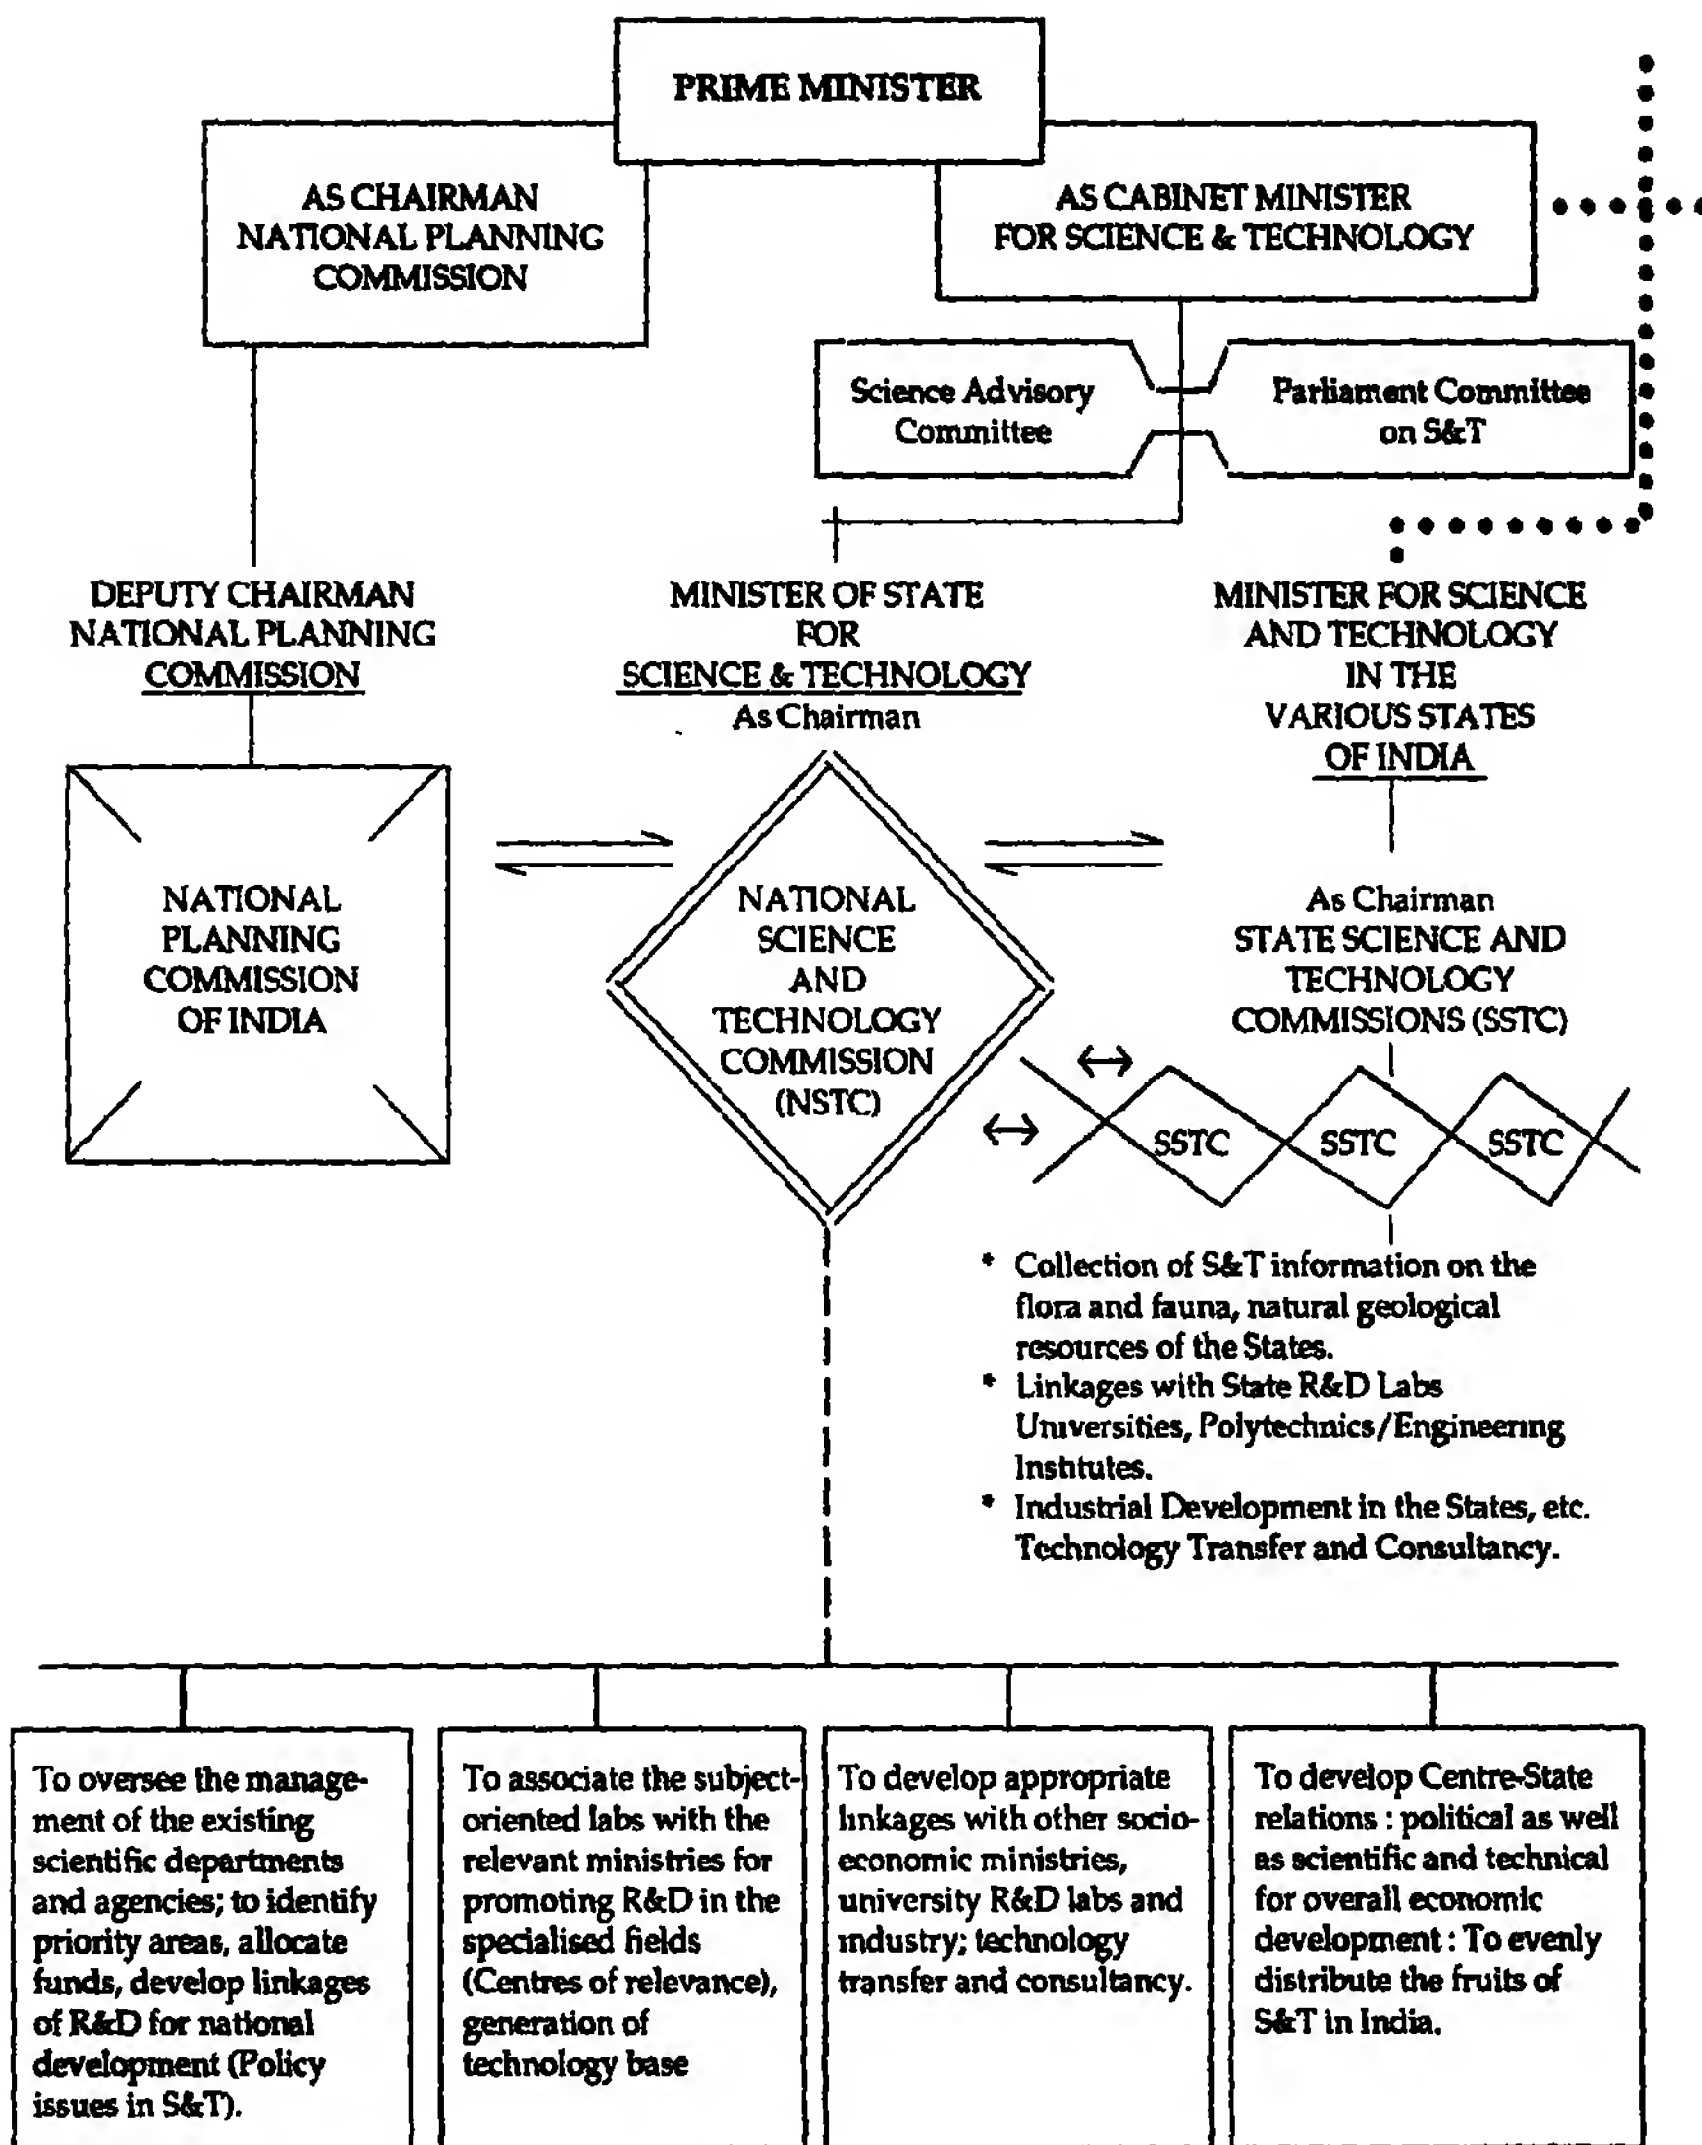 PRIME MINISTER
AS CHAIRMAN
NATIONAL PLANNING
COMMISSION
AS CABINET MINISTER
FOR SCIENCE & TECHNOLOGY
Science Advisory
Committee
Parliament Committee
on S&T
DEPUTY CHAIRMAN
NATIONAL PLANNING
COMMISSION
MINISTER OF STATE
FOR
SCIENCE & TECHNOLOGY
As Chairman
MINISTER FOR SCIENCE
AND TECHNOLOGY
IN THE
VARIOUS STATES
OF INDIA
NATIONAL
PLANNING
COMMISSION
OF INDIA
NATIONAL
SCIENCE
AND
TECHNOLOGY
COMMISSION
(NSTC)
As Chairman
STATE SCIENCE AND
TECHNOLOGY
COMMISSIONS (SSTC)
SSTC SSTC SSTC
* Collection of S&T information on the
flora and fauna, natural geological
resources of the States.
* Linkages with State R&D Labs
Universities, Polytechnics/Engineering
Institutes.
* Industrial Development in the States, etc.
Technology Transfer and Consultancy.
To oversee the manage-
ment of the existing
scientific departments
and agencies; to identify
priority areas, allocate
funds, develop linkages
of R&D for national
development (Policy
issues in S&T).
To associate the subject-
oriented labs with the
relevant ministries for
promoting R&D in the
specialised fields
(Centres of relevance),
generation of
technology base
To develop appropriate
linkages with other socio-
economic ministries,
university R&D labs and
industry; technology
transfer and consultancy.
To develop Centre-State
relations : political as well
as scientific and technical
for overall economic
development : To evenly
distribute the fruits of
S&T in India.